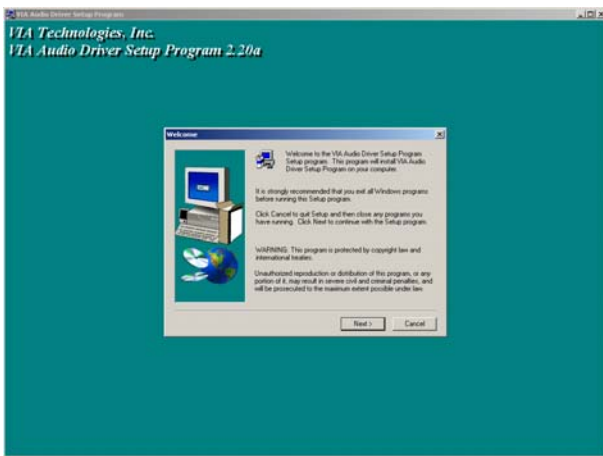 VIA Audio Driver Setup Program
VIA Technologies, Inc.
VIA Audio Driver Setup Program 2.20a
Welcome
Welcome to the VIA Audio Driver Setup Program
Setup program. This program will install VIA Audio
Driver Setup Program on your computer.
It is strongly recommended that you exit all Windows programs
before running this Setup program.
Click Cancel to quit Setup and then close any programs you
have running. Click Next to continue with the Setup program.
WARNING: This program is protected by copyright law and
international treaties.
Unauthorized reproduction or distribution of this program, or any
portion of it, may result in severe civil and criminal penalties, and
will be prosecuted to the maximum extent possible under law.
Next >
Cancel